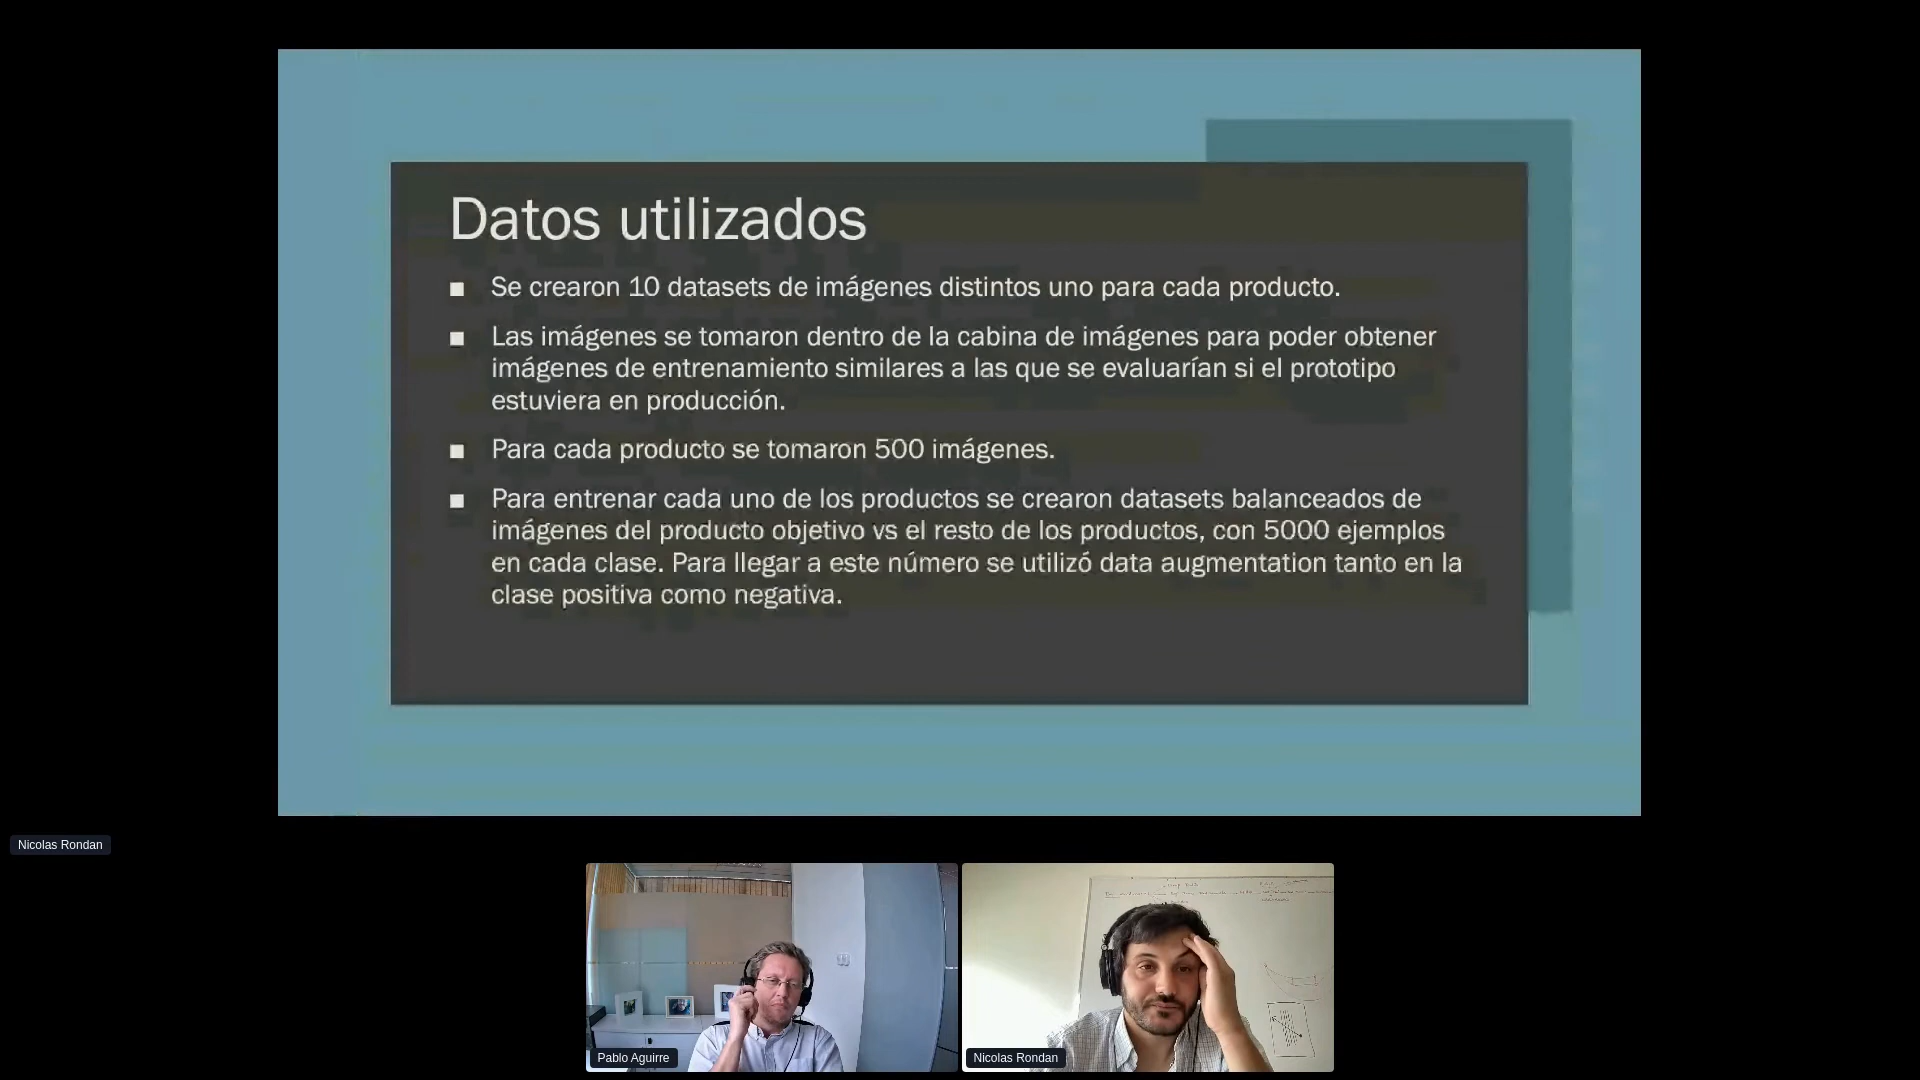 Datos utilizados
Se crearon 10 datasets de imágenes distintos uno para cada producto.
Las imágenes se tomaron dentro de la cabina de imágenes para poder obtener
imágenes de entrenamiento similares a las que se evaluarían si el prototipo
estuviera en producción.
Para cada producto se tomaron 500 imágenes.
Para entrenar cada uno de los productos se crearon datasets balanceados de
imágenes del producto objetivo vs el resto de los productos, con 5000 ejemplos
en cada clase. Para llegar a este número se utilizó data augmentation tanto en la
clase positiva como negativa.
Nicolas Rondan
Pablo Aguirre
Nicolas Rondan